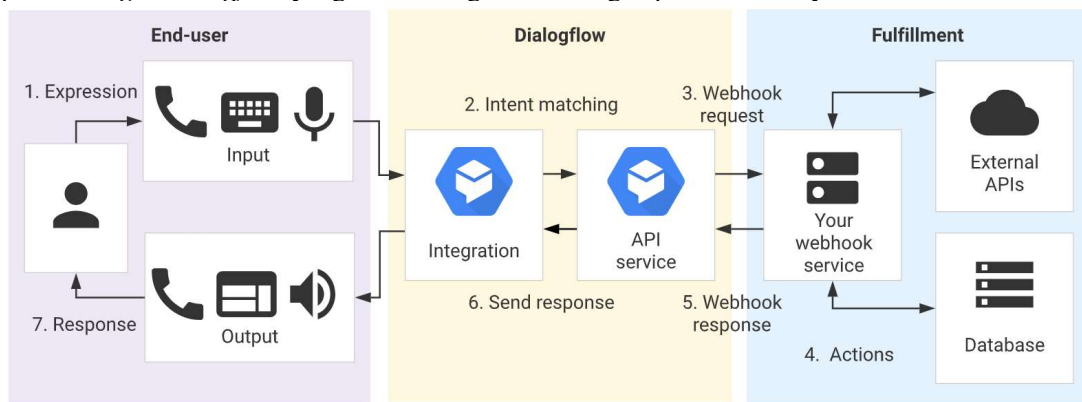 End-user
Dialogflow
Fulfillment
1. Expression
Input
2. Intent matching
3. Webhook
request
External
APIs
Integration
API
service
Your
webhook
service
Output
7. Response
6. Send response
5. Webhook
response
4. Actions
Database